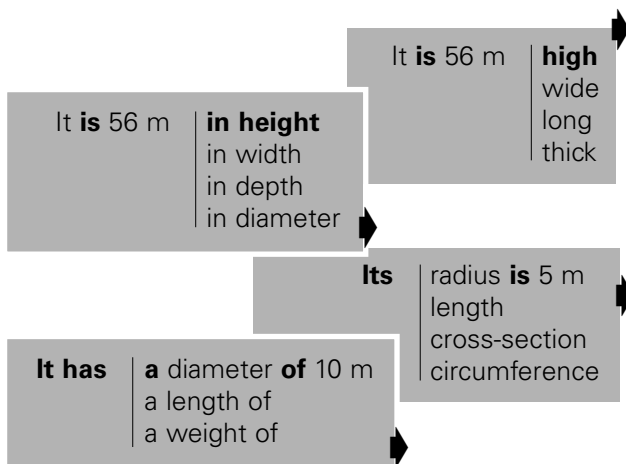 It is 56 m high
wide
long
thick
It is 56 m in height
in width
in depth
in diameter
Its radius is 5 m
length
cross-section
circumference
It has a diameter of 10 m
a length of
a weight of